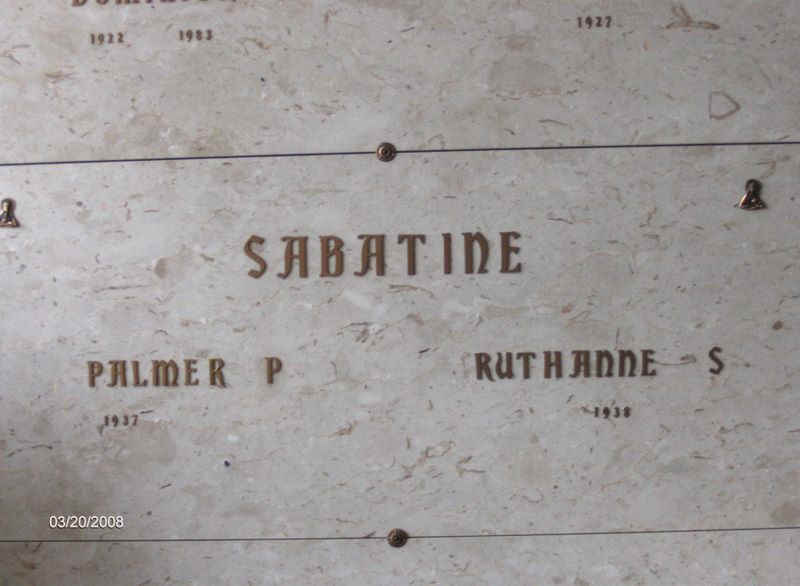 1922 1983
1927
SABATINE
PALMER P
RUTHANNE S
1937
1938
03/20/2008